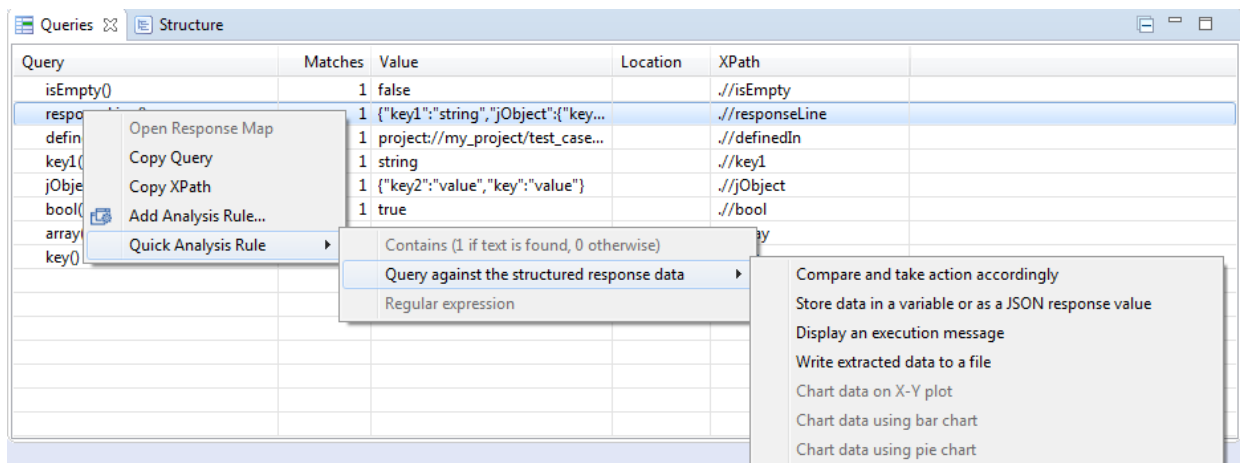 Queries Structure
Query Matches Value Location XPath
isEmpty() 1 false .//isEmpty
1 {"key1":"string","jObject":{"key... .//responseLine
1 project://my_project/test_case... .//definedIn
key1( 1 string .//key1
1 {"key2":"value","key":"value"} .//jObject
bool( 1 true .//bool
array(
key()
Open Response Map
Copy Query
Copy XPath
Add Analysis Rule...
Quick Analysis Rule
Contains (1 if text is found, 0 otherwise)
Query against the structured response data
Regular expression
Compare and take action accordingly
Store data in a variable or as a JSON response value
Display an execution message
Write extracted data to a file
Chart data on X-Y plot
Chart data using bar chart
Chart data using pie chart